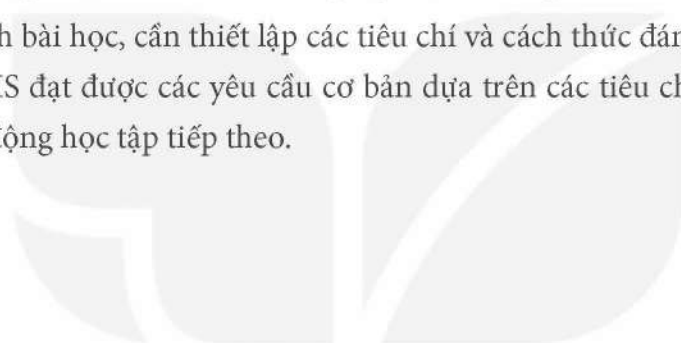 h bài học, cần thiết lập các tiêu chí và cách thức đán
S đạt được các yêu cầu cơ bản dựa trên các tiêu ch
ộng học tập tiếp theo.